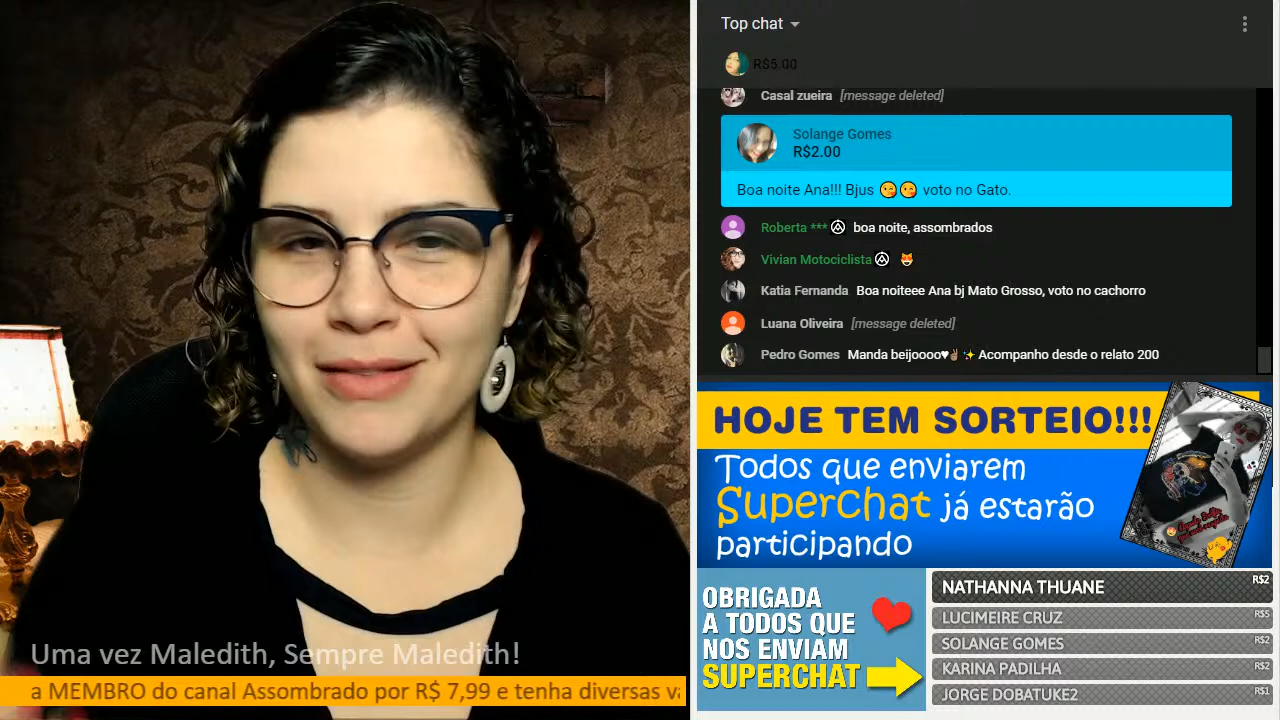 Top chat
R$5.00
Casal zueira [message deleted]
Solange Gomes
R$2.00
Boa noite Ana!!! Bjus 😘😘 voto no Gato.
Roberta *** boa noite, assombrados
Vivian Motociclista 😺
Katia Fernanda Boa noiteee Ana bj Mato Grosso, voto no cachorro
Luana Oliveira [message deleted]
Pedro Gomes Manda beijoooo♥✌🏽✨ Acompanho desde o relato 200
HOJE TEM SORTEIO!!!
Todos que enviarem
Superchat já estarão
participando
OBRIGADA
A TODOS QUE
NOS ENVIAM
SUPERCHAT
NATHANNA THUANE R$2
LUCIMEIRE CRUZ R$5
SOLANGE GOMES R$2
KARINA PADILHA R$2
JORGE DOBATUKE2 R$1
Uma vez Maledith, Sempre Maledith!
a MEMBRO do canal Assombrado por R$ 7,99 e tenha diversas va